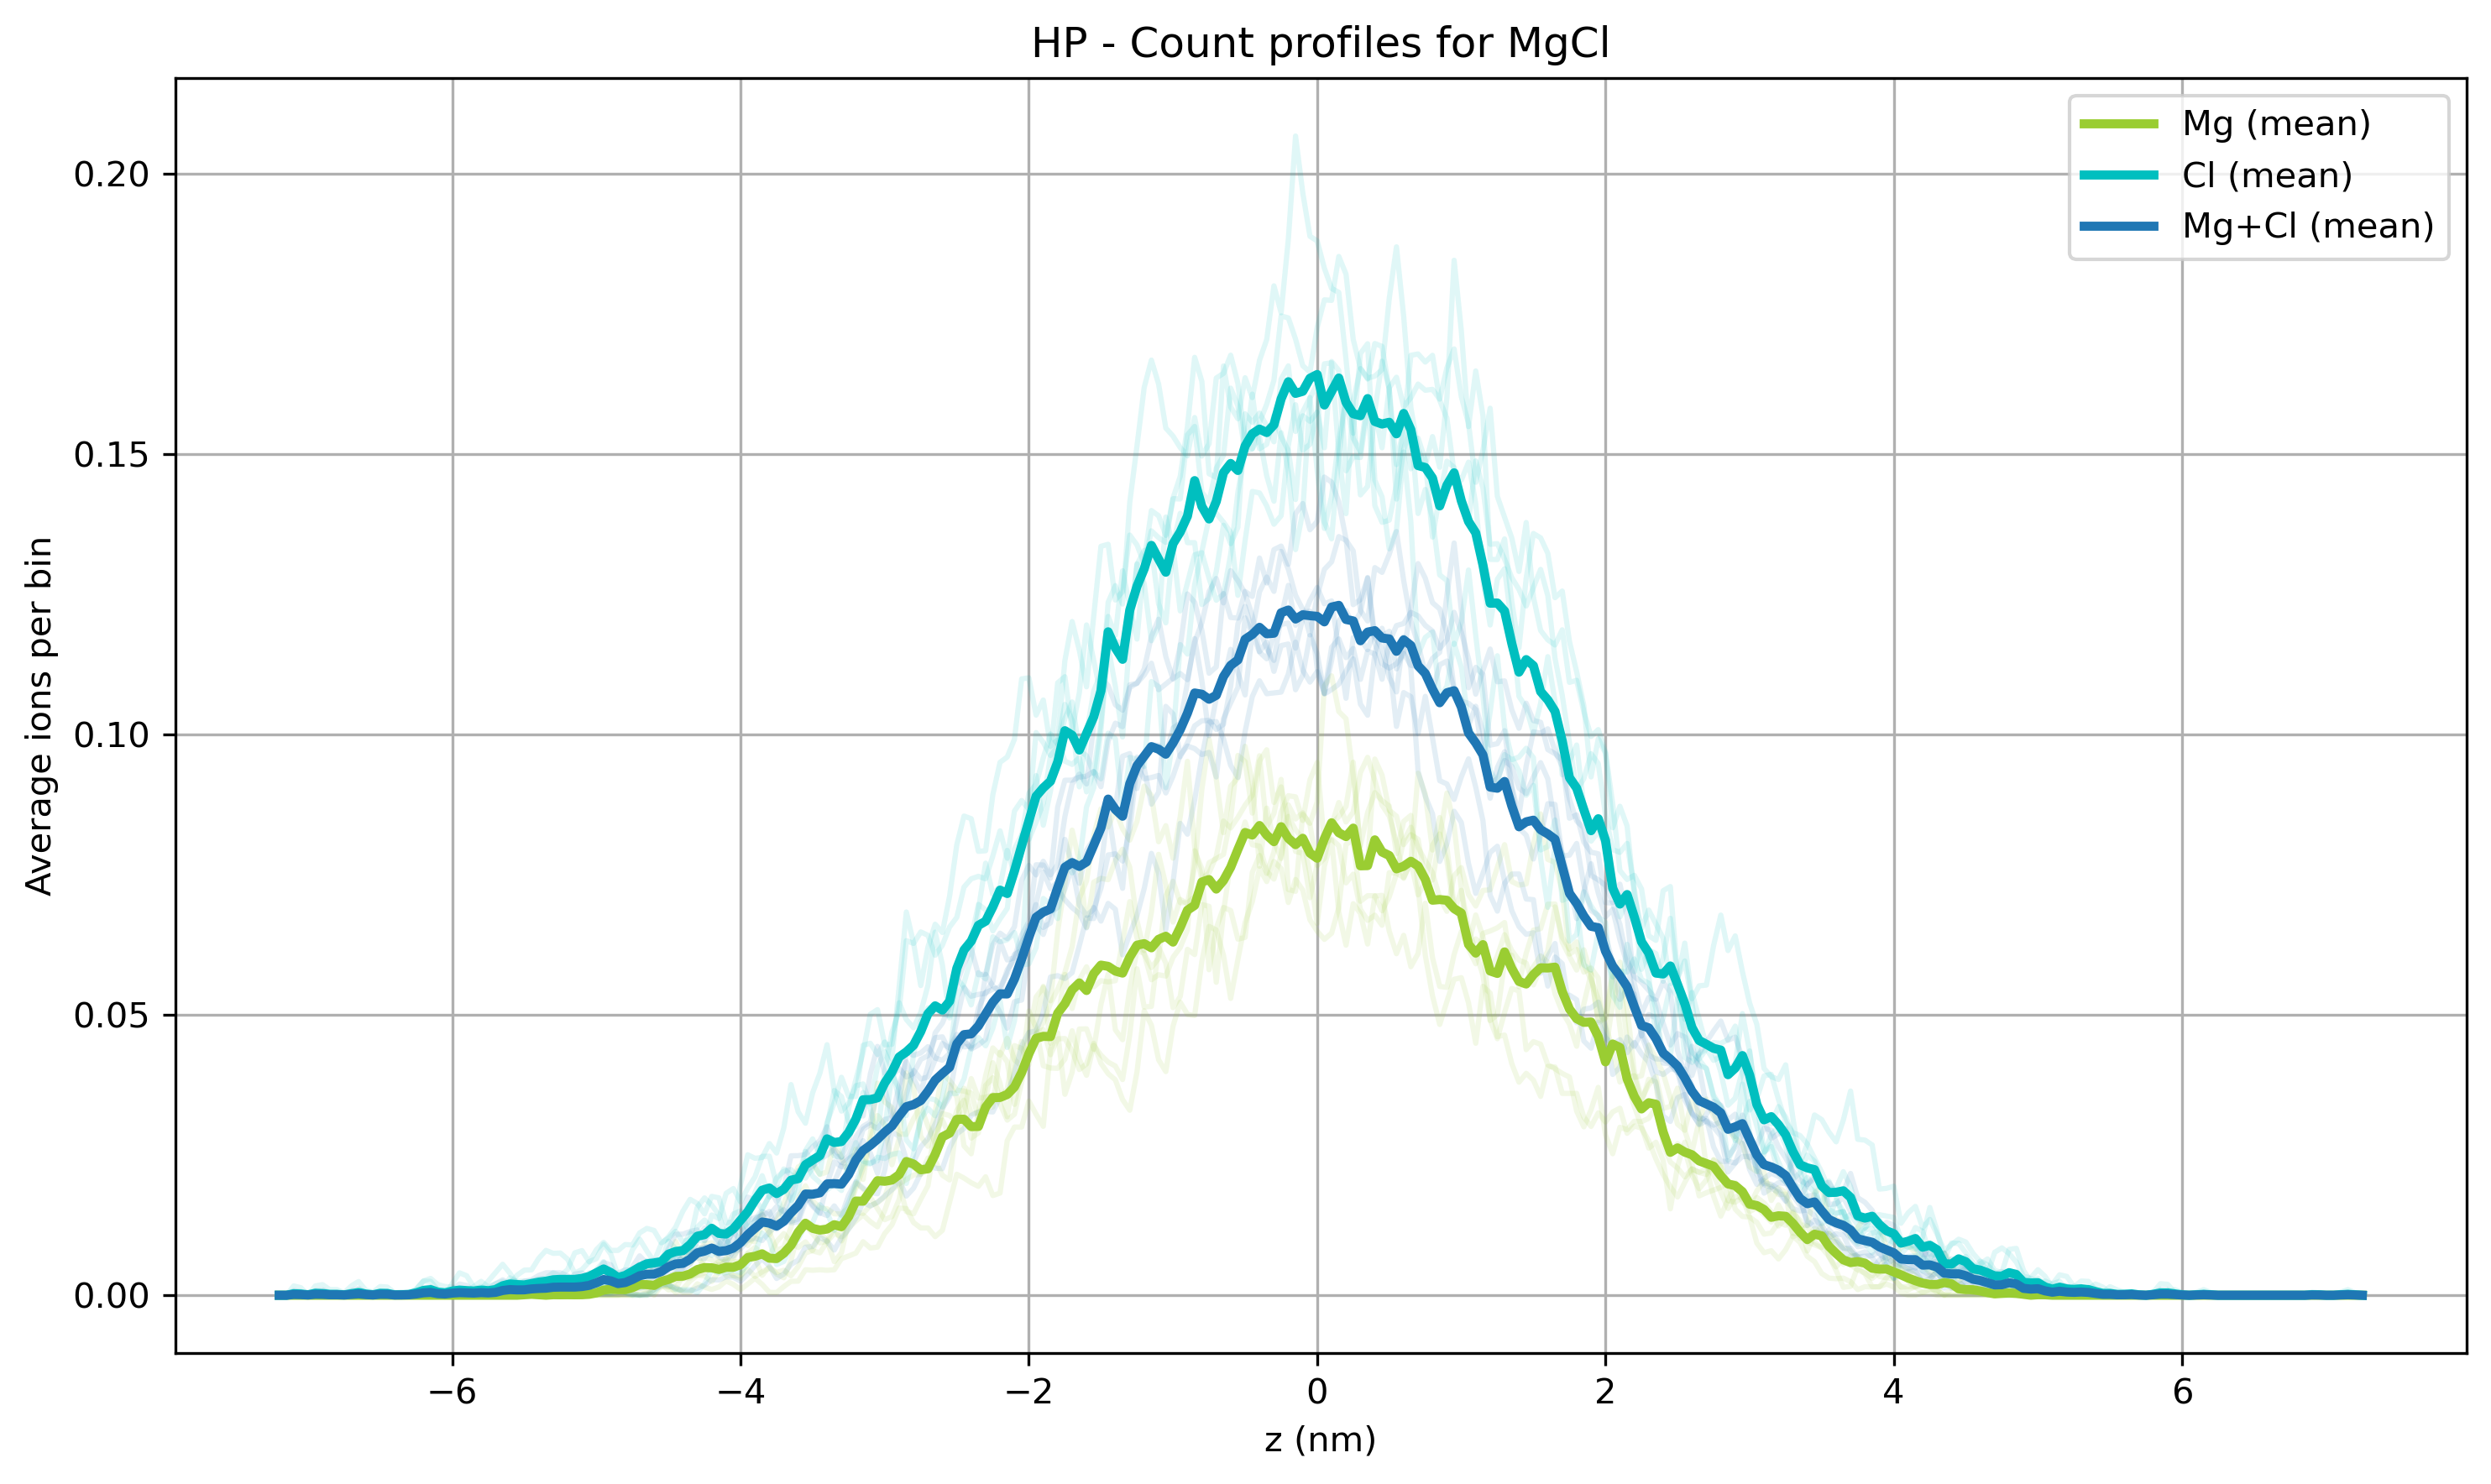 HP - Count profiles for MgCl
Mg (mean)
Cl (mean)
Mg+Cl (mean)
Average ions per bin
0.20
0.15
0.10
0.05
0.00
−6
−4
−2
0
2
4
6
z (nm)